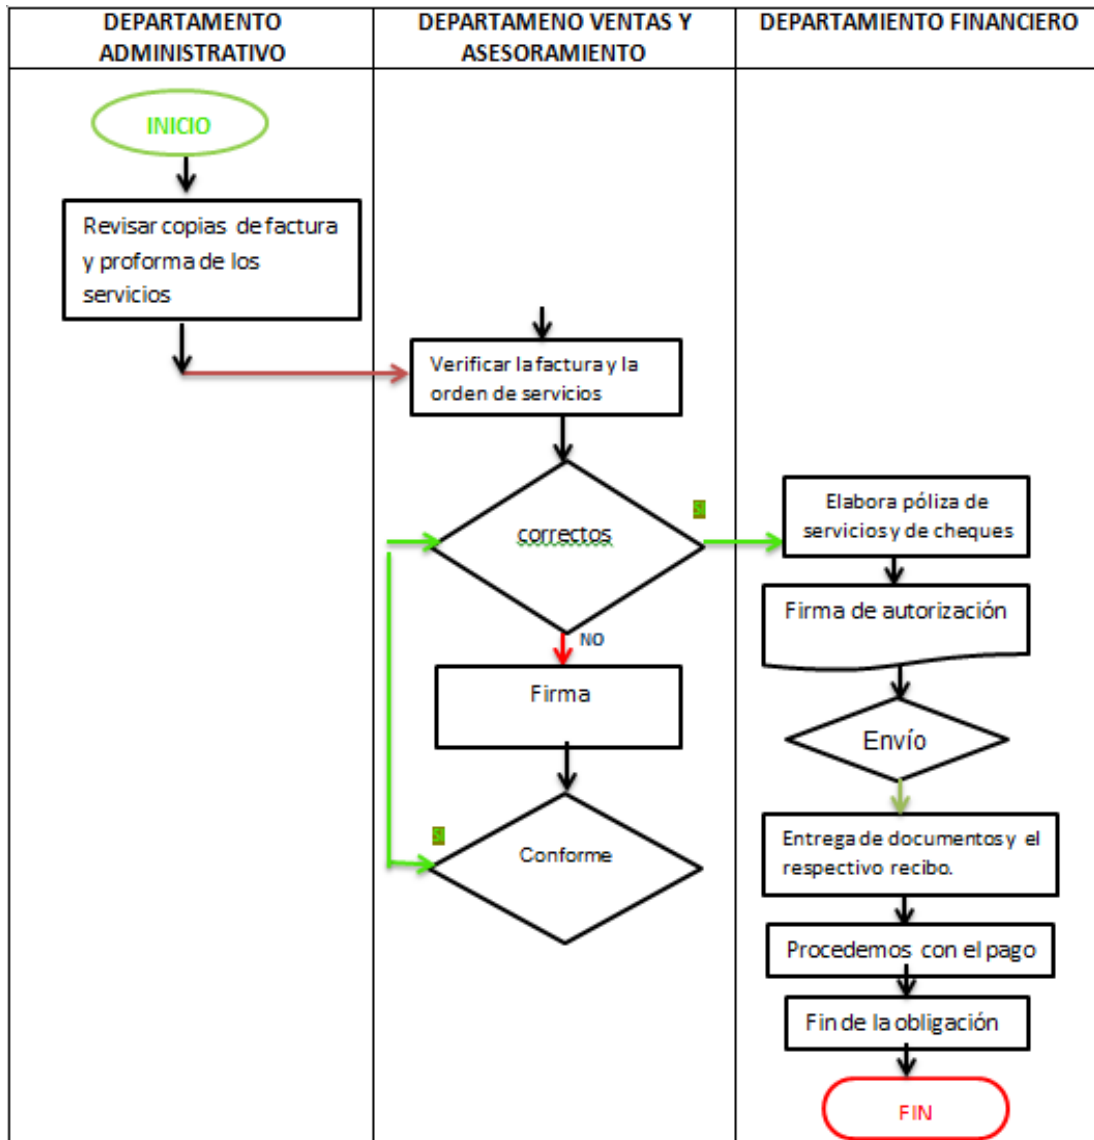 DEPARTAMENTO
ADMINISTRATIVO
DEPARTAMENO VENTAS Y
ASESORAMIENTO
DEPARTAMIENTO FINANCIERO
INICIO
Revisar copias de factura
y proforma de los
servicios
Verificar la factura y la
orden de servicios
correctos
SI
NO
Firma
SI
Conforme
Elabora póliza de
servicios y de cheques
Firma de autorización
Envío
Entrega de documentos y el
respectivo recibo.
Procedemos con el pago
Fin de la obligación
FIN